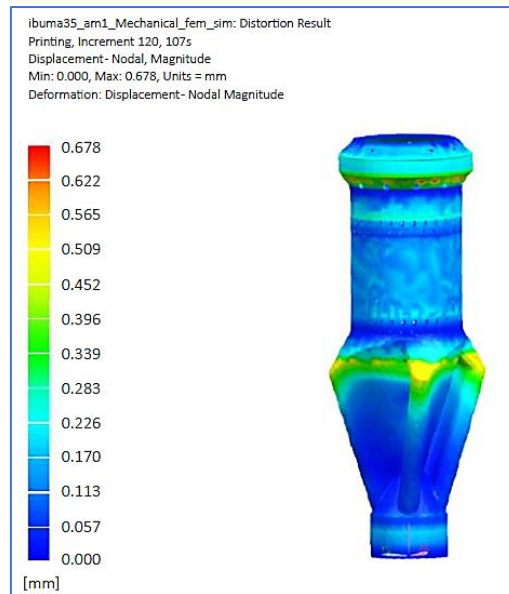 ibuma35_am1_Mechanical_fem_sim: Distortion Result
Printing, Increment 120, 107s
Displacement- Nodal, Magnitude
Min: 0.000, Max: 0.678, Units = mm
Deformation: Displacement- Nodal Magnitude
0.678
0.622
0.565
0.509
0.452
0.396
0.339
0.283
0.226
0.170
0.113
0.057
0.000
[mm]